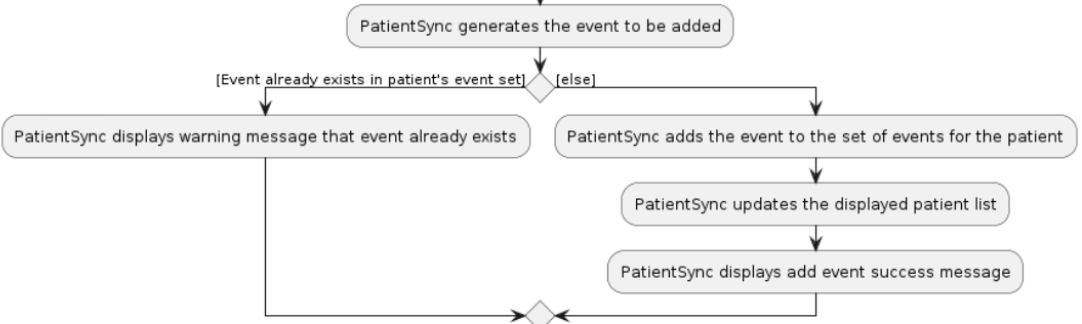 PatientSync generates the event to be added
[Event already exists in patient's event set]
[else]
PatientSync displays warning message that event already exists
PatientSync adds the event to the set of events for the patient
PatientSync updates the displayed patient list
PatientSync displays add event success message